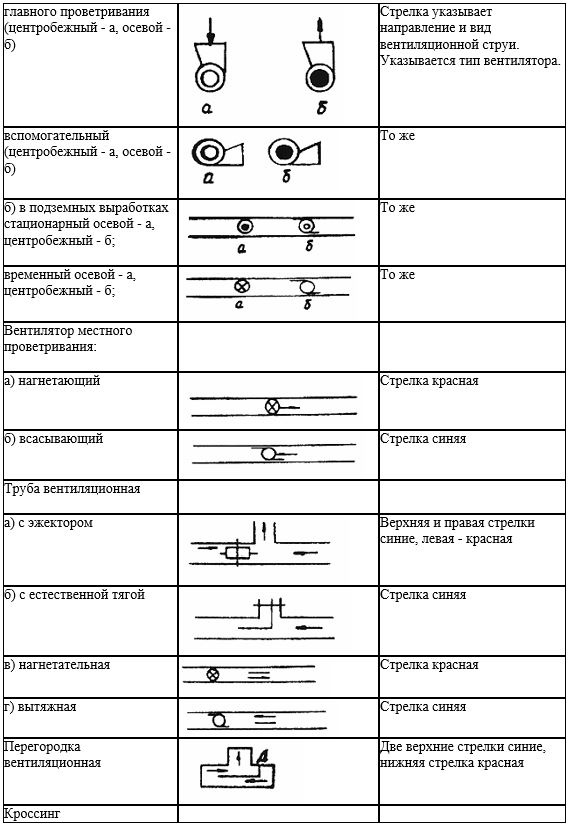 главного проветривания
(центробежный - а, осевой -
б)
а
б
Стрелка указывает
направление и вид
вентиляционной струи.
Указывается тип вентилятора.
вспомогательный
(центробежный - а, осевой -
б)
а
б
То же
б) в подземных выработках
стационарный осевой - а,
центробежный - б;
а
б
То же
временный осевой - а,
центробежный - б;
а
б
То же
Вентилятор местного
проветривания:
а) нагнетающий
Стрелка красная
б) всасывающий
Стрелка синяя
Труба вентиляционная
а) с эжектором
Верхняя и правая стрелки
синие, левая - красная
б) с естественной тягой
Стрелка синяя
в) нагнетательная
Стрелка красная
г) вытяжная
Стрелка синяя
Перегородка
вентиляционная
Д
Две верхние стрелки синие,
нижняя стрелка красная
Кроссинг